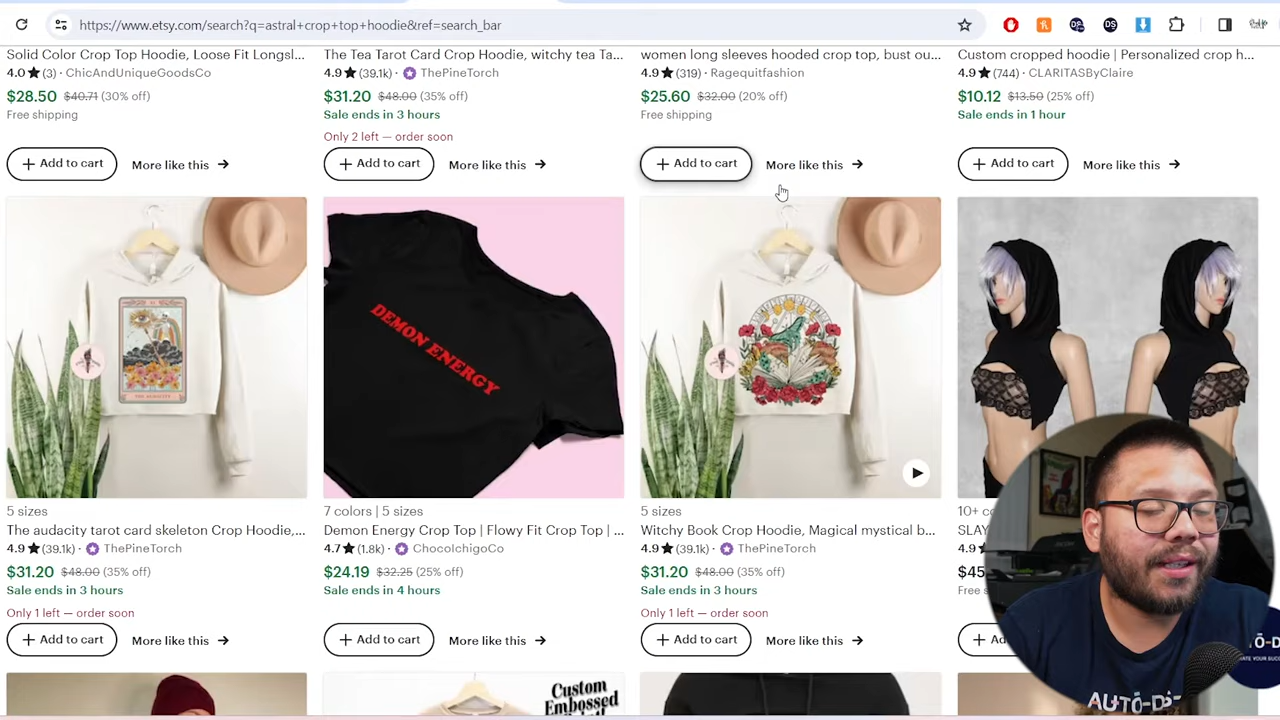 https://www.etsy.com/search?q=astral+crop+top+hoodie&ref=search_bar
Solid Color Crop Top Hoodie, Loose Fit Longsl...
4.0★(3) · ChicAndUniqueGoodsCo
$28.50 $40.71 (30% off)
Free shipping
+ Add to cart More like this →
The Tea Tarot Card Crop Hoodie, witchy tea Ta...
4.9★(39.1k) · ThePineTorch
$31.20 $48.00 (35% off)
Sale ends in 3 hours
Only 2 left — order soon
+ Add to cart More like this →
women long sleeves hooded crop top, bust ou...
4.9★(319) · Ragequitfashion
$25.60 $32.00 (20% off)
Free shipping
+ Add to cart More like this →
Custom cropped hoodie | Personalized crop h...
4.9★(744) · CLARITASByClaire
$10.12 $13.50 (25% off)
Sale ends in 1 hour
+ Add to cart More like this →
5 sizes
The audacity tarot card skeleton Crop Hoodie,...
4.9★(39.1k) · ThePineTorch
$31.20 $48.00 (35% off)
Sale ends in 3 hours
Only 1 left — order soon
+ Add to cart More like this →
DEMON ENERGY
7 colors | 5 sizes
Demon Energy Crop Top | Flowy Fit Crop Top | ...
4.7★(1.8k) · ChocolchigoCo
$24.19 $32.25 (25% off)
Sale ends in 4 hours
+ Add to cart More like this →
5 sizes
Witchy Book Crop Hoodie, Magical mystical b...
4.9★(39.1k) · ThePineTorch
$31.20 $48.00 (35% off)
Sale ends in 3 hours
Only 1 left — order soon
+ Add to cart More like this →
10+ co
SLAY
4.9★
$45
Free s
+ Ad
Custom
Embossed
AUTŌ-DS